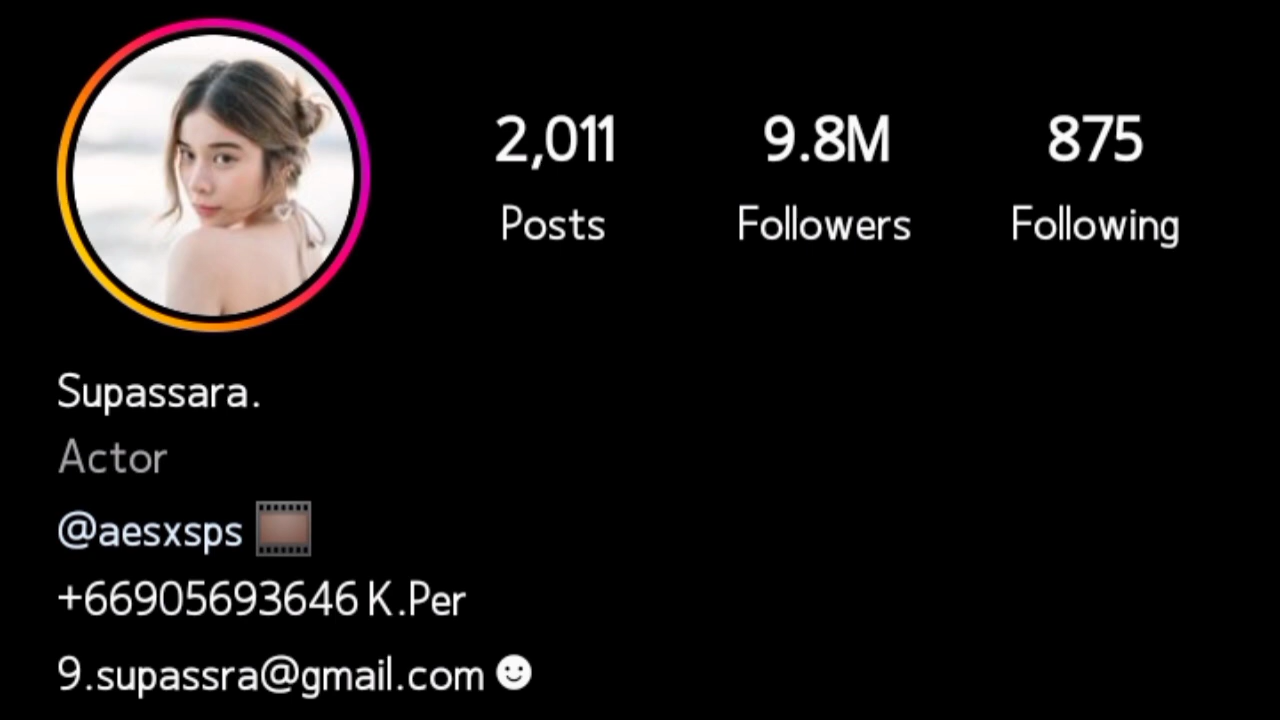 2,011 9.8M 875
Posts Followers Following
Supassara.
Actor
@aesxsps 🎞️
+66905693646 K.Per
9.supassra@gmail.com ☻